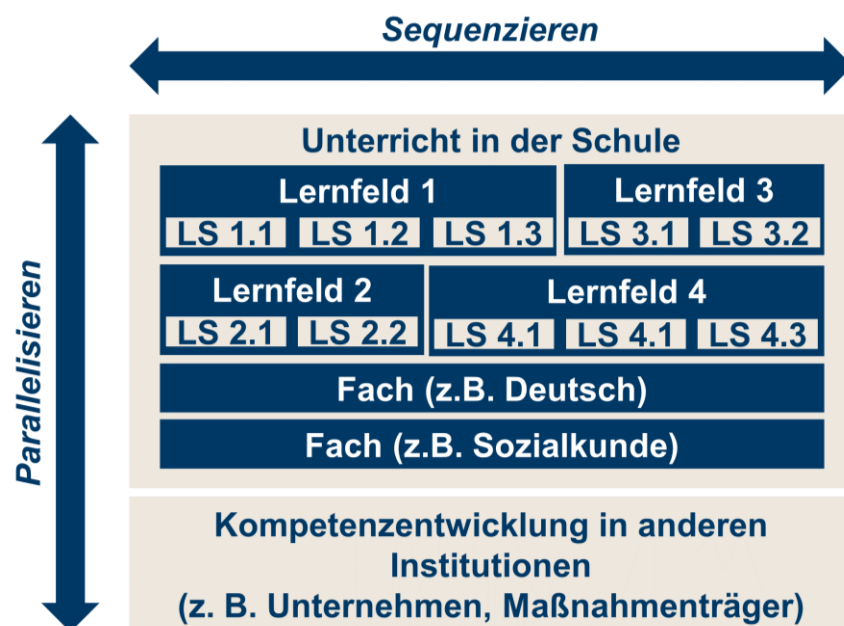 Sequenzieren
Parallelisieren
Unterricht in der Schule
Lernfeld 1
LS 1.1 LS 1.2 LS 1.3
Lernfeld 3
LS 3.1 LS 3.2
Lernfeld 2
LS 2.1 LS 2.2
Lernfeld 4
LS 4.1 LS 4.1 LS 4.3
Fach (z.B. Deutsch)
Fach (z.B. Sozialkunde)
Kompetenzentwicklung in anderen
Institutionen
(z. B. Unternehmen, Maßnahmenträger)